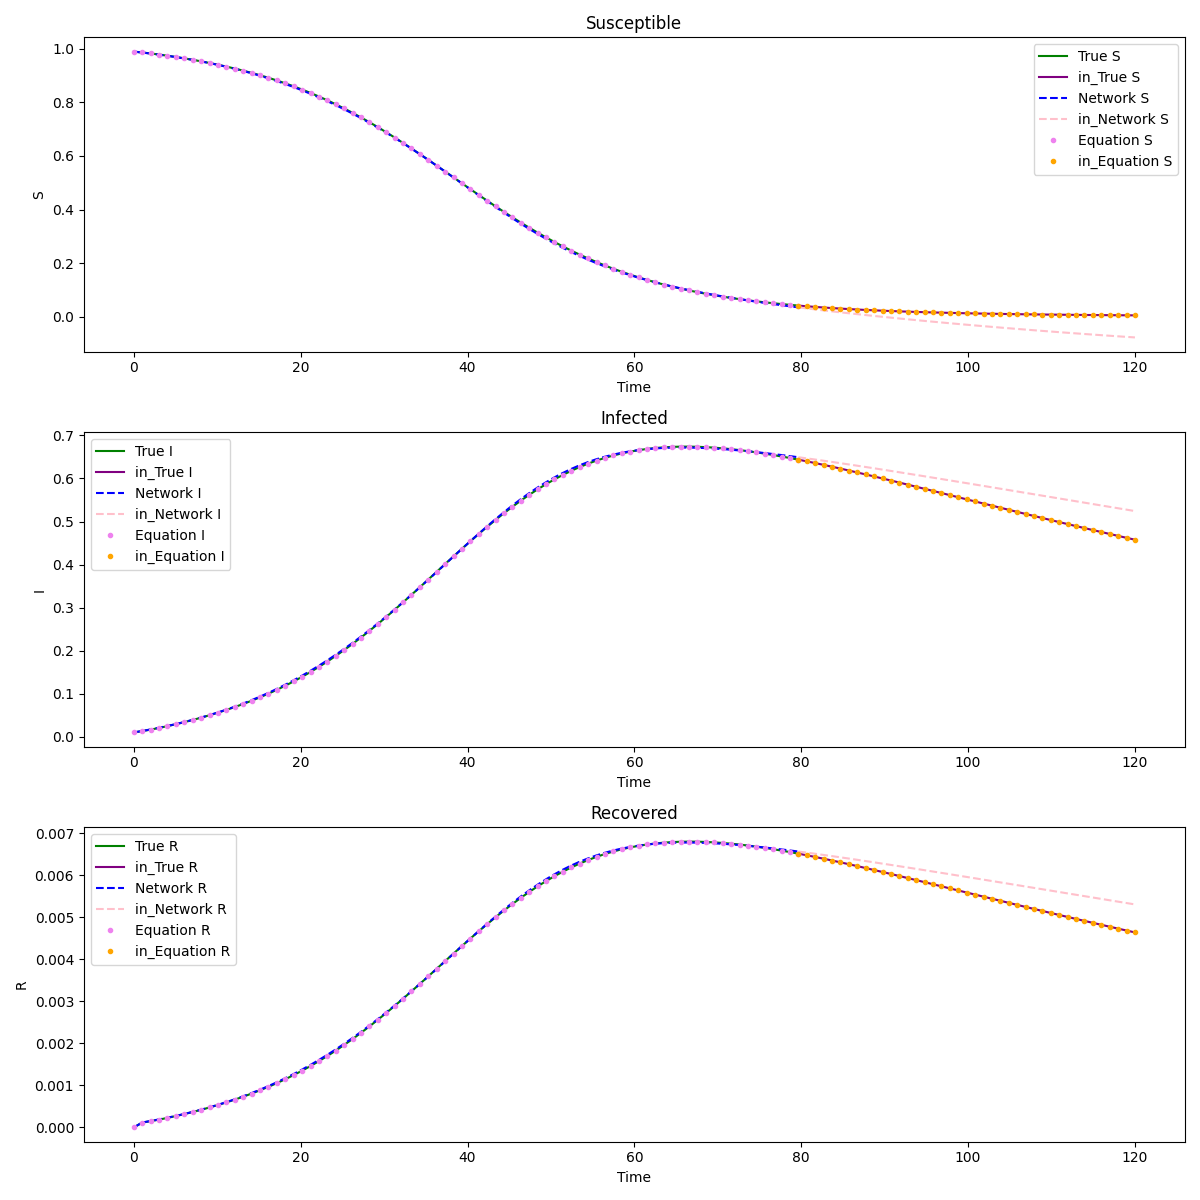 Susceptible
1.0
0.8
0.6
0.4
0.2
0.0
S
True S
in_True S
Network S
in_Network S
Equation S
in_Equation S
0 20 40 60 80 100 120
Time
Infected
0.7
0.6
0.5
0.4
0.3
0.2
0.1
0.0
I
True I
in_True I
Network I
in_Network I
Equation I
in_Equation I
0 20 40 60 80 100 120
Time
Recovered
0.007
0.006
0.005
0.004
0.003
0.002
0.001
0.000
R
True R
in_True R
Network R
in_Network R
Equation R
in_Equation R
0 20 40 60 80 100 120
Time